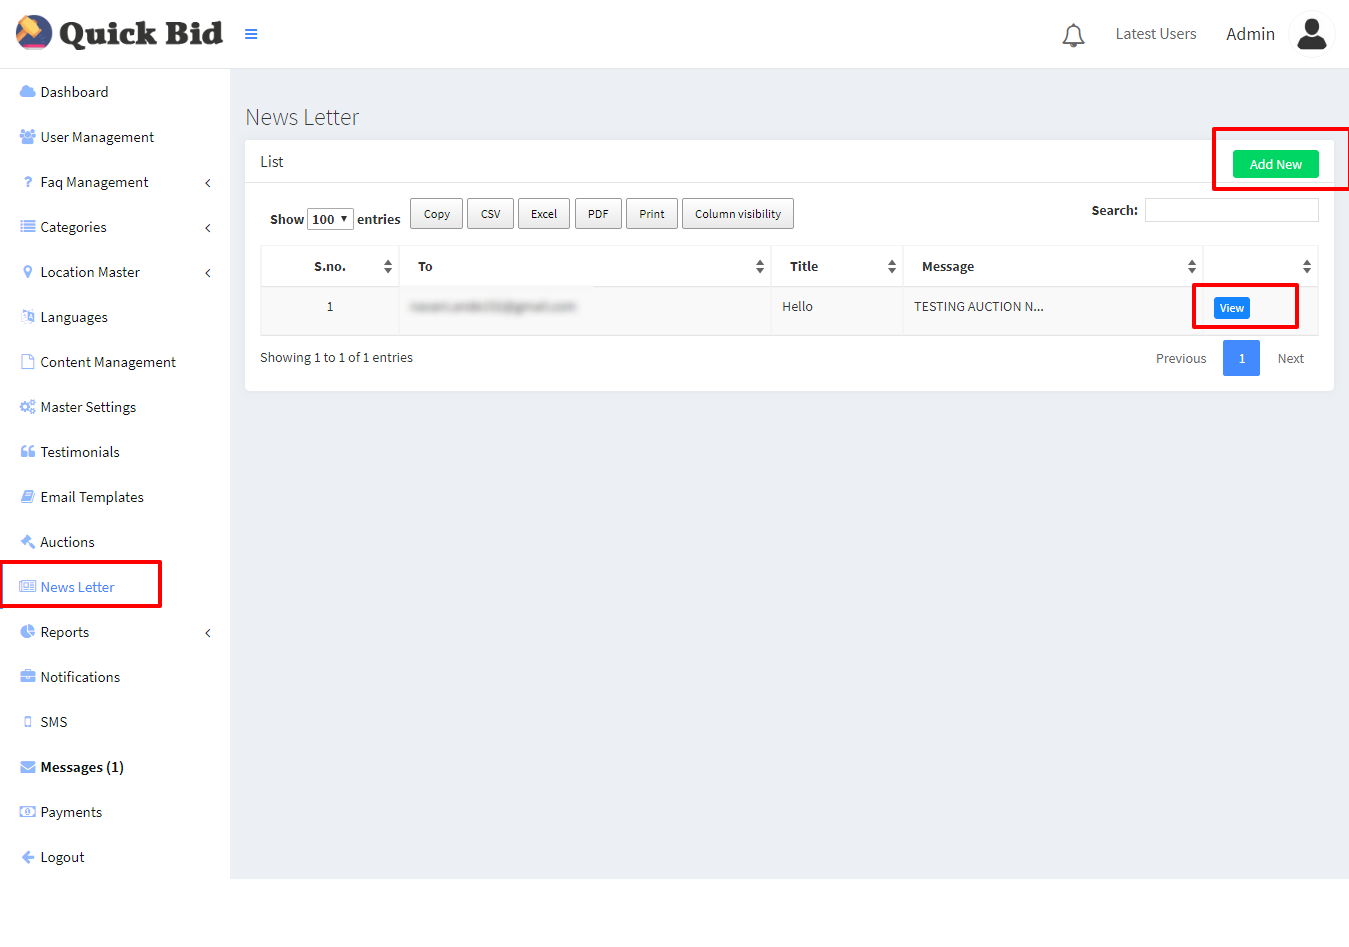 Quick Bid
Latest Users
Admin
Dashboard
User Management
Faq Management
Categories
Location Master
Languages
Content Management
Master Settings
Testimonials
Email Templates
Auctions
News Letter
Reports
Notifications
SMS
Messages (1)
Payments
Logout
News Letter
List
Add New
Show 100 entries
Copy CSV Excel PDF Print Column visibility
Search:
S.no. To Title Message
1 Hello TESTING AUCTION N... View
Showing 1 to 1 of 1 entries
Previous 1 Next